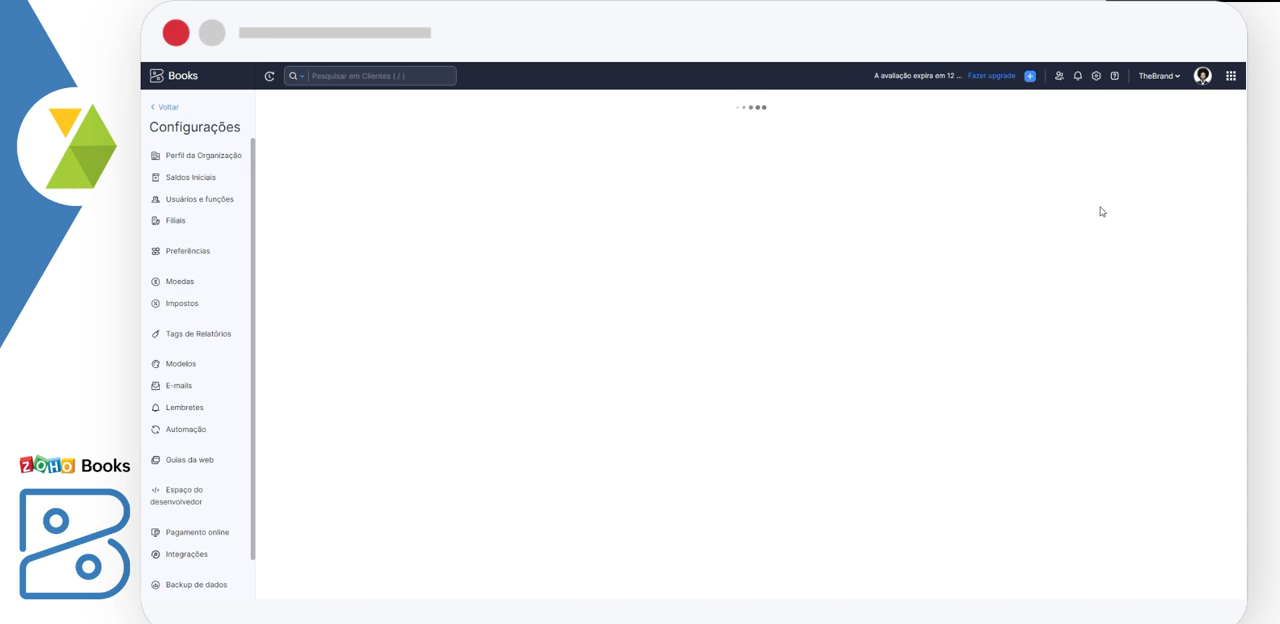 Books
Pesquisar em Clientes ( / )
A avaliação expira em 12 ...
Fazer upgrade
TheBrand
Voltar
Configurações
Perfil da Organização
Saldos Iniciais
Usuários e funções
Filiais
Preferências
Moedas
Impostos
Tags de Relatórios
Modelos
E-mails
Lembretes
Automação
Guias da web
Espaço do
desenvolvedor
Pagamento online
Integrações
Backup de dados
ZOHO Books